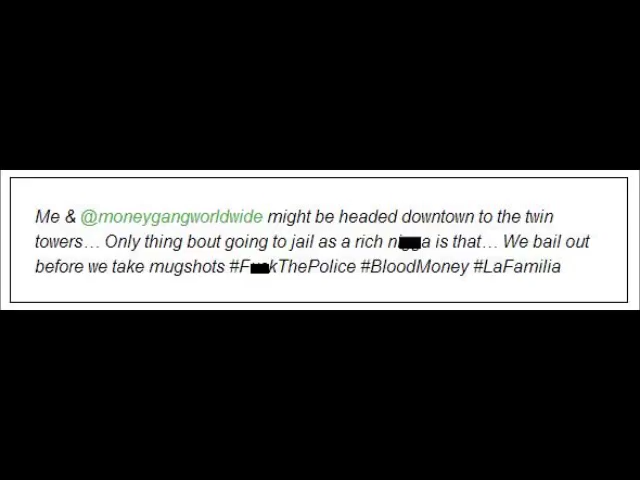 Me & @moneygangworldwide might be headed downtown to the twin
towers... Only thing bout going to jail as a rich is that... We bail out
before we take mugshots #BloodMoney #LaFamilia